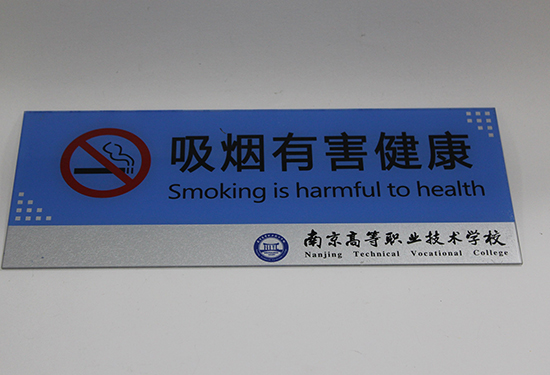 吸烟有害健康
Smoking is harmful to health
南京高等职业技术学校
Nanjing Technical Vocational College